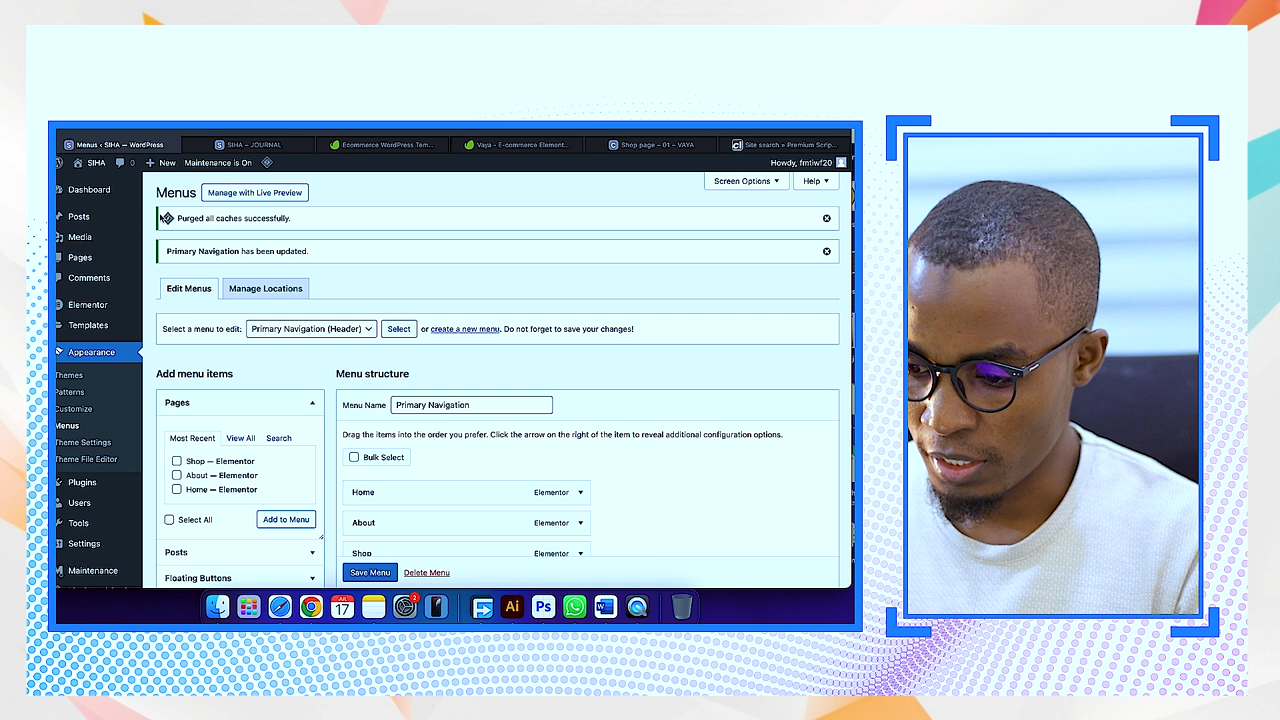 Menus ‹ SIHA — WordPress
SIHA – JOURNAL
Ecommerce WordPress Tem...
Vaya - E-commerce Element...
Shop page – 01 – VAYA
Site search » Premium Scrip...
SIHA 0 New Maintenance is On Howdy, fmtiwf20
Dashboard
Posts
Media
Pages
Comments
Elementor
Templates
Appearance
Themes
Patterns
Customize
Menus
Theme Settings
Theme File Editor
Plugins
Users
Tools
Settings
Maintenance
Screen Options Help
Menus Manage with Live Preview
Purged all caches successfully.
Primary Navigation has been updated.
Edit Menus Manage Locations
Select a menu to edit: Primary Navigation (Header) Select or create a new menu. Do not forget to save your changes!
Add menu items
Pages
Most Recent View All Search
Shop — Elementor
About — Elementor
Home — Elementor
Select All Add to Menu
Posts
Floating Buttons
Menu structure
Menu Name Primary Navigation
Drag the items into the order you prefer. Click the arrow on the right of the item to reveal additional configuration options.
Bulk Select
Home Elementor
About Elementor
Shop Elementor
Save Menu Delete Menu
JUL
17
2
Ai
Ps
W